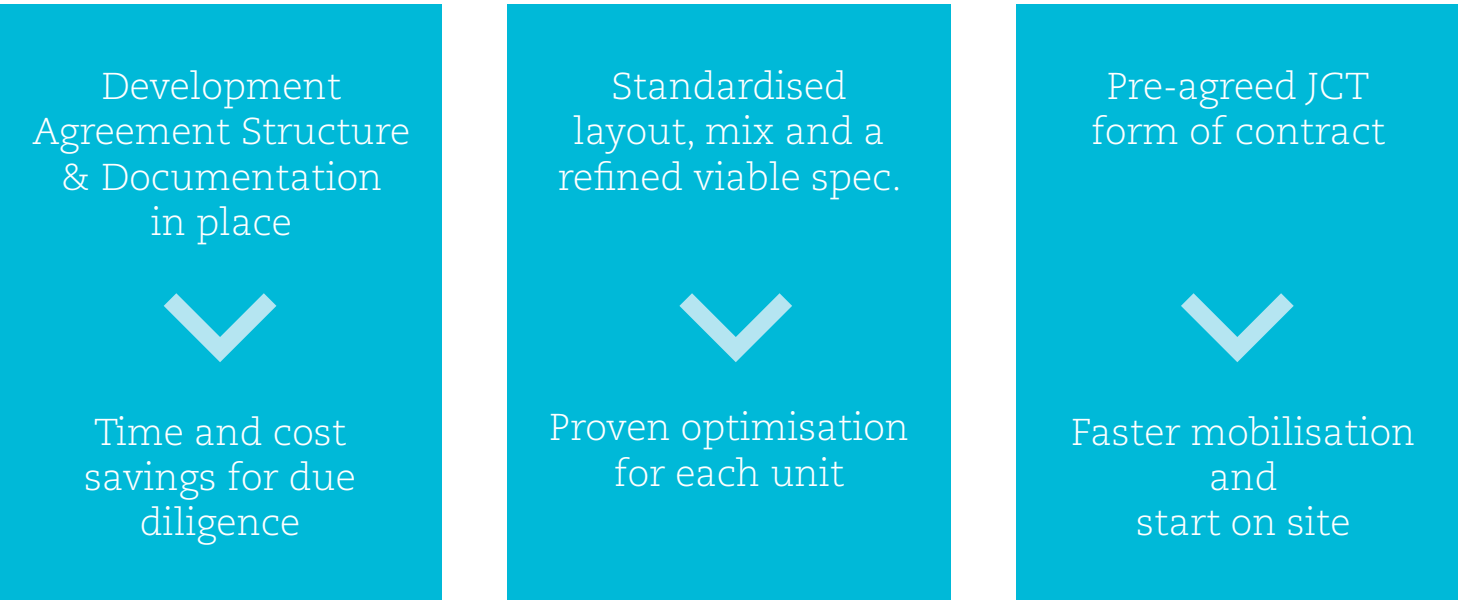 Development
Agreement Structure
& Documentation
in place
Time and cost
savings for due
diligence
Standardised
layout, mix and a
refined viable spec.
Proven optimisation
for each unit
Pre-agreed JCT
form of contract
Faster mobilisation
and
start on site